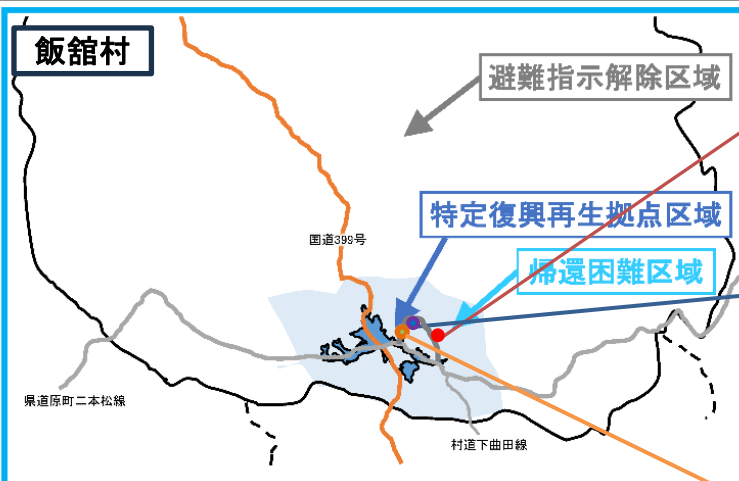 飯舘村
避難指示解除区域
特定復興再生拠点区域
国道399号
帰還困難区域
県道原町二本松線
村道下曲田線